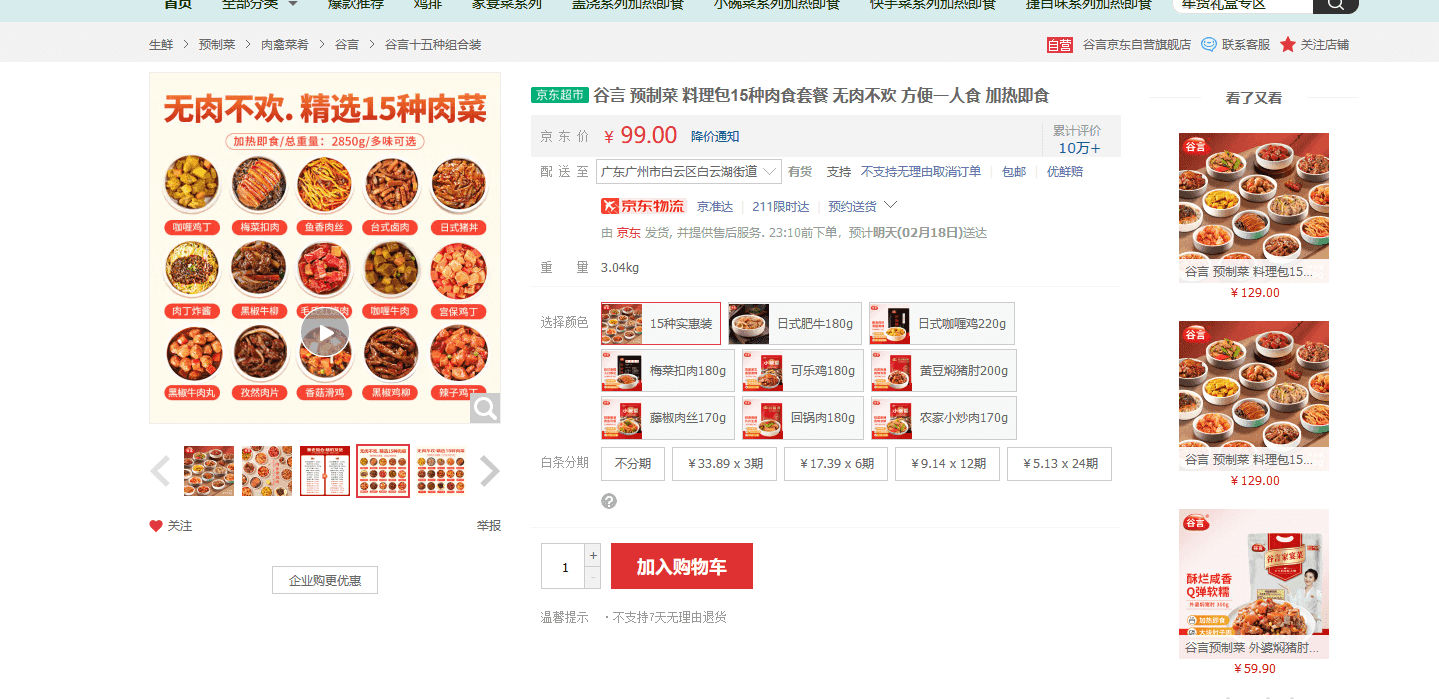 首页 全部分类 爆款推荐 鸡排 家宴菜系列 盖浇系列加热即食 小碗菜系列加热即食 快手菜系列加热即食 捷百味系列加热即食 年货礼盒专区
生鲜 > 预制菜 > 肉禽菜肴 > 谷言 > 谷言十五种组合装
自营 谷言京东自营旗舰店 联系客服 关注店铺
无肉不欢.精选15种肉菜
加热即食/总重量：2850g/多味可选
咖喱鸡丁 梅菜扣肉 鱼香肉丝 台式卤肉 日式猪丼
肉丁炸酱 黑椒牛柳 咖喱牛肉 宫保鸡丁
黑椒牛肉丸 孜然肉片 香菇滑鸡 黑椒鸡柳 辣子鸡丁
关注 举报
企业购更优惠
京东超市 谷言 预制菜 料理包15种肉食套餐 无肉不欢 方便一人食 加热即食
京东价 ￥99.00 降价通知
累计评价
10万+
配送至 广东广州市白云区白云湖街道 有货 支持 不支持无理由取消订单 包邮 优鲜赔
京东物流 京准达 211限时达 预约送货
由 京东 发货, 并提供售后服务. 23:10前下单，预计明天(02月18日)送达
重量 3.04kg
选择颜色 15种实惠装 日式肥牛180g 日式咖喱鸡220g
梅菜扣肉180g 可乐鸡180g 黄豆焖猪肘200g
藤椒肉丝170g 回锅肉180g 农家小炒肉170g
白条分期 不分期 ￥33.89 x 3期 ￥17.39 x 6期 ￥9.14 x 12期 ￥5.13 x 24期
?
1 + -
加入购物车
温馨提示 ·不支持7天无理由退货
看了又看
谷言
谷言 预制菜 料理包15...
￥129.00
谷言
谷言 预制菜 料理包15...
￥129.00
谷言
谷言家宴菜
酥烂咸香
Q弹软糯
加热即食
谷言预制菜 外婆焖猪肘...
￥59.90